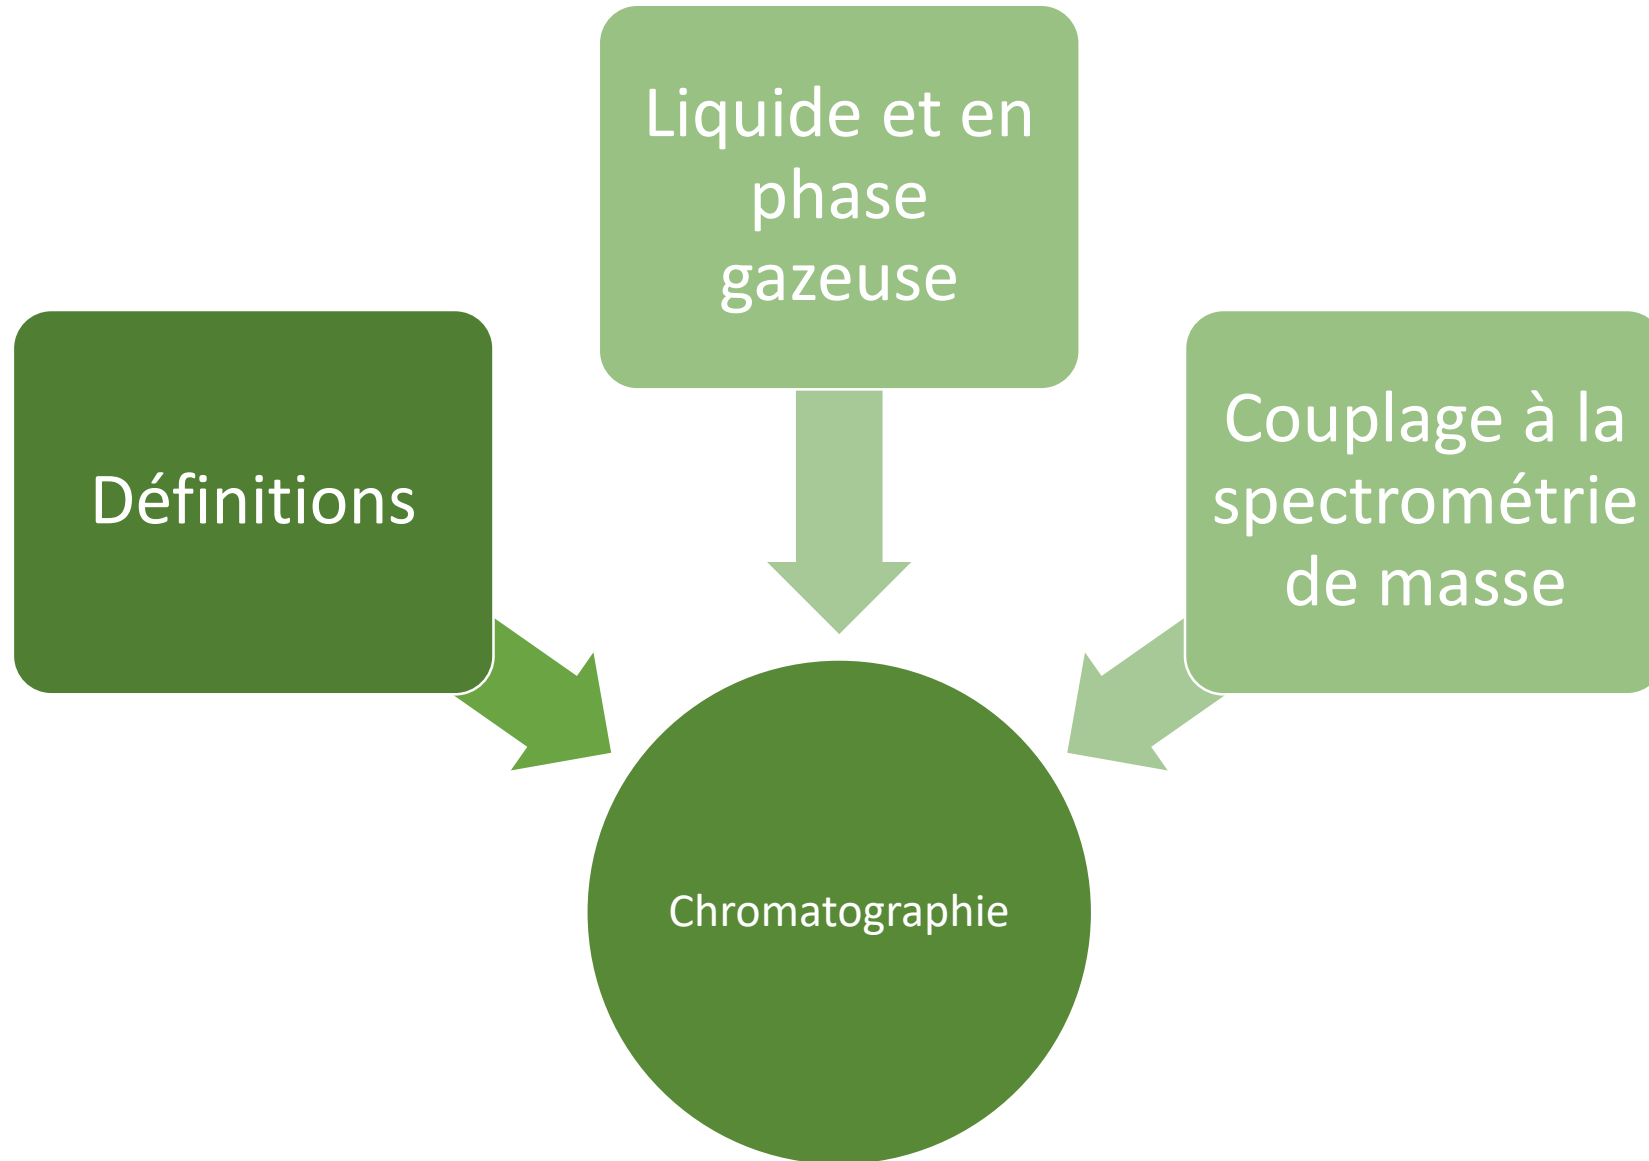 Définitions
Liquide et en
phase
gazeuse
Couplage à la
spectrométrie
de masse
Chromatographie